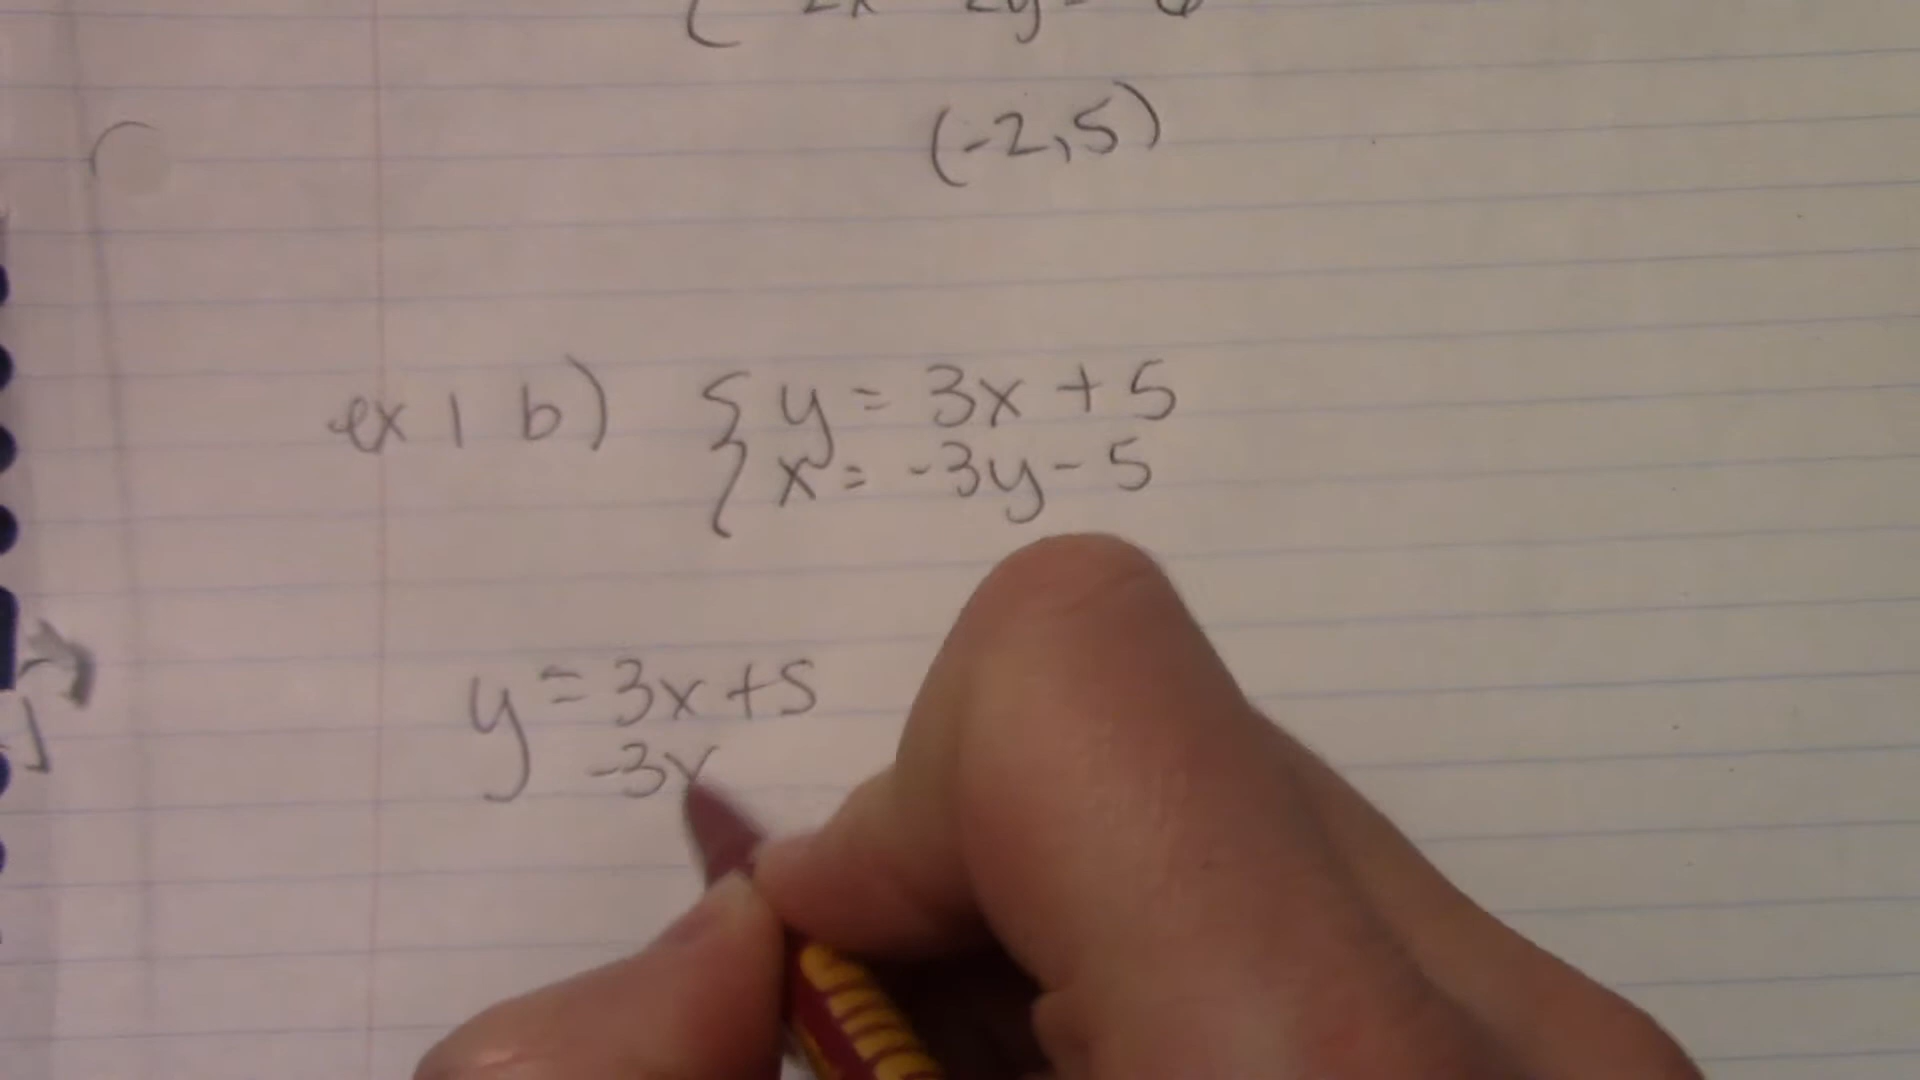 (-2,5)
ex 1 b) { y = 3x + 5
x = -3y - 5
y = 3x + 5
-3x